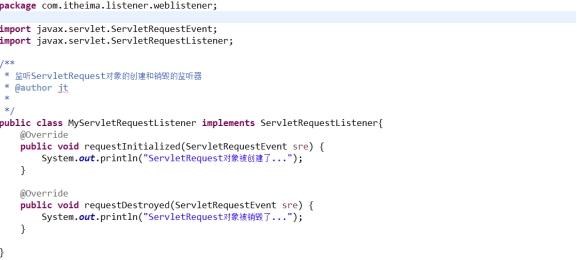 package com.itheima.listener.weblistener;
import javax.servlet.ServletRequestEvent;
import javax.servlet.ServletRequestListener;
/**
 * 监听ServletRequest对象的创建和销毁的监听器
 * @author jt
 *
 */
public class MyServletRequestListener implements ServletRequestListener{
    @Override
    public void requestInitialized(ServletRequestEvent sre) {
        System.out.println("ServletRequest对象被创建了...");
    }
    @Override
    public void requestDestroyed(ServletRequestEvent sre) {
        System.out.println("ServletRequest对象被销毁了...");
    }
}